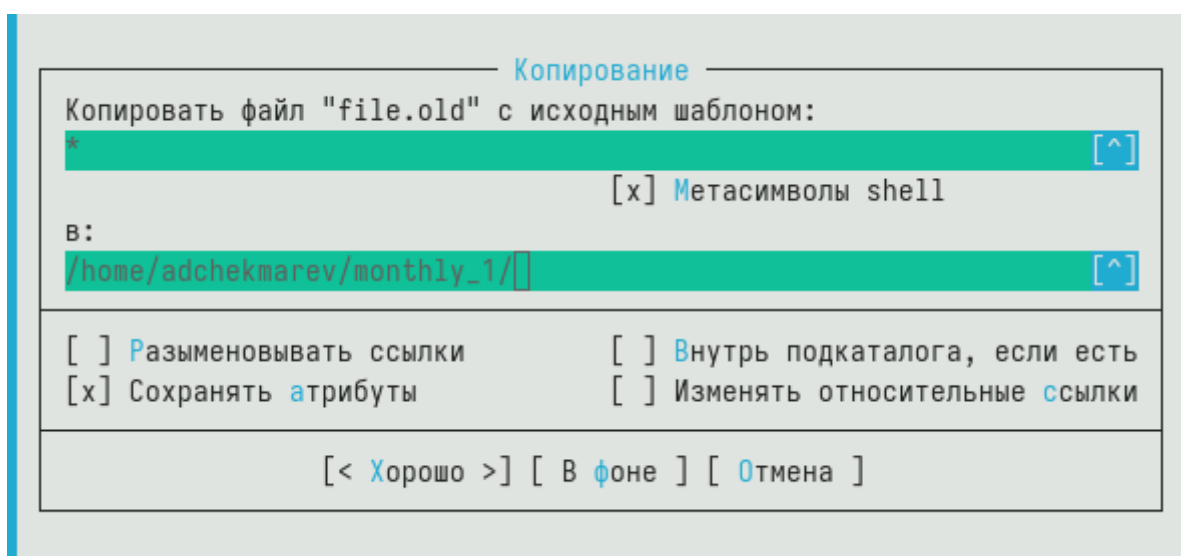 Копирование
Копировать файл "file.old" с исходным шаблоном:
* [^]
[x] Метасимволы shell
в:
/home/adchekmarev/monthly_1/ [^]
[ ] Разыменовывать ссылки [ ] Внутрь подкаталога, если есть
[x] Сохранять атрибуты [ ] Изменять относительные ссылки
[< Хорошо >] [ В фоне ] [ Отмена ]